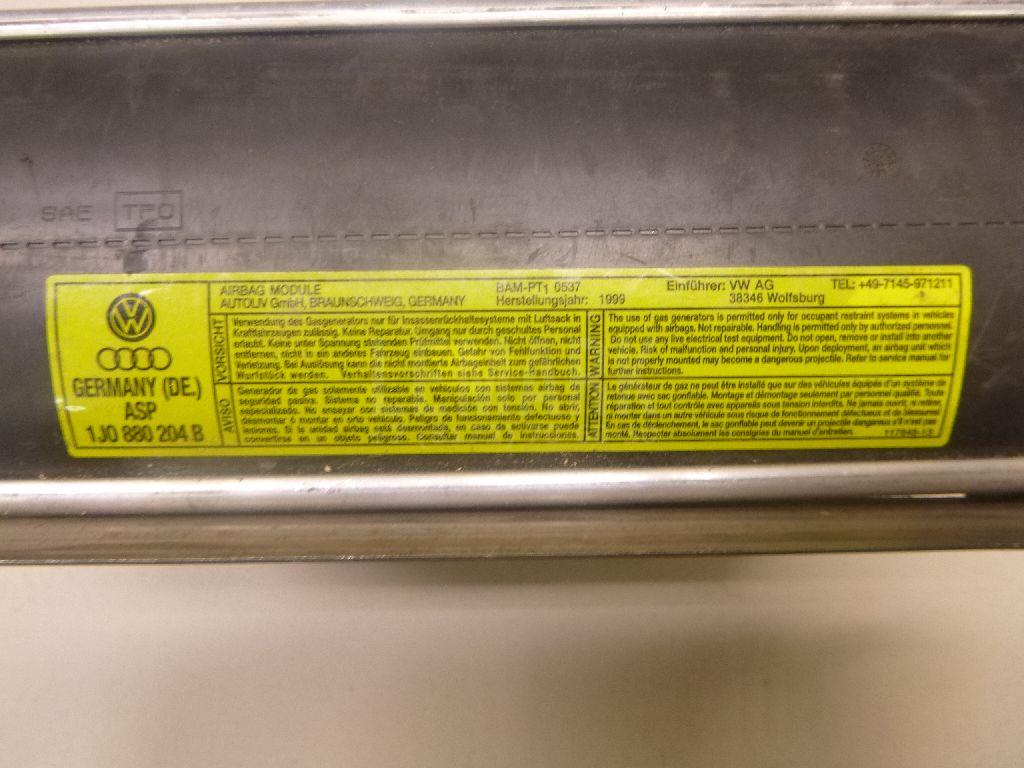 SAE TPO
GERMANY (DE.)
ASP
1J0 880 204 B
AIRBAG MODULE
AUTOLIV GmbH, BRAUNSCHWEIG, GERMANY
BAM-PT1 0537
Herstellungsjahr: 1999
Einführer: VW AG
38346 Wolfsburg
TEL: +49-7145-971211
VORSICHT
Verwendung des Gasgenerators nur für Insassenrückhaltesysteme mit Luftsack in
Kraftfahrzeugen zulässig. Keine Reparatur. Umgang nur durch geschultes Personal
erlaubt. Keine unter Spannung stehenden Prüfmittel verwenden. Nicht öffnen, nicht
entfernen, nicht in ein anderes Fahrzeug einbauen. Gefahr von Fehlfunktion und
Verletzung. Bei Auslösung kann die nicht montierte Airbageinheit zum gefährlichen
Wurfstück werden. Verhaltensvorschriften siehe Service-Handbuch.
WARNING
The use of gas generators is permitted only for occupant restraint systems in vehicles
equipped with airbags. Not repairable. Handling is permitted only by authorized personnel.
Do not use any live electrical test equipment. Do not open, remove or install into another
vehicle. Risk of malfunction and personal injury. Upon deployment, an airbag unit which
is not properly mounted may become a dangerous projectile. Refer to service manual for
further instructions.
AVISO
Generador de gas solamente utilizable en vehículos con sistemas airbag de
seguridad pasiva. Sistema no reparable. Manipulación solo por personal
especializado. No ensayar con sistemas de medición con tensión. No abrir,
desmontar ó montar en otro vehículo. Peligro de funcionamiento defectuoso y
lesiones. Si la unidad airbag está desmontada, en caso de activarse puede
convertirse en un objeto peligroso. Consultar manual de instrucciones.
ATTENTION
Le générateur de gaz ne peut être installé que sur des véhicules équipés d'un système de
retenue avec sac gonflable. Montage et démontage seulement par personnel qualifié. Toute
réparation et tout contrôle avec appareils sous tension interdits. Ne jamais ouvrir, ni même
ni monter dans un autre véhicule sous risque de fonctionnement défectueux et de blessures!
En cas de déclenchement, le sac gonflable peut devenir un projectile dangereux s'il n'est pas
monté. Respecter absolument les consignes du manuel d'entretien.